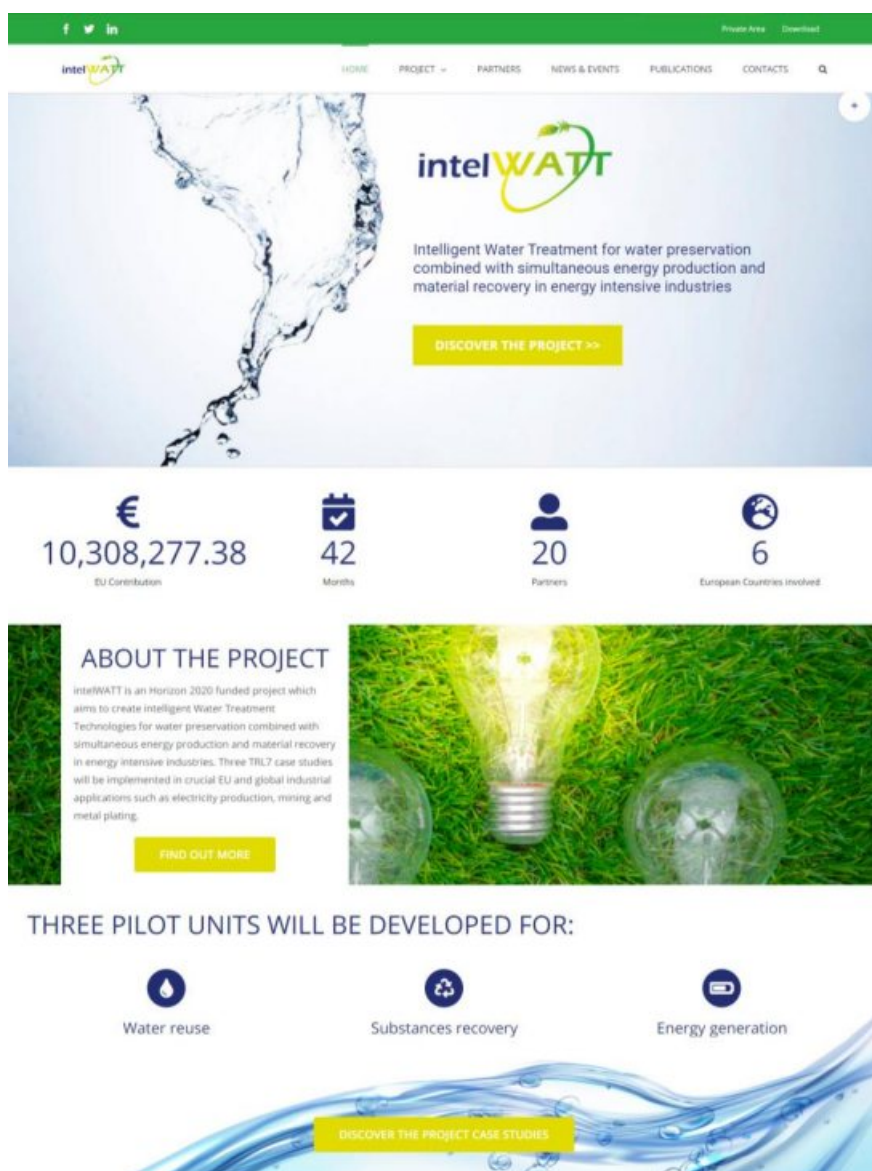 Private Area Download
intelWATT
HOME PROJECT PARTNERS NEWS & EVENTS PUBLICATIONS CONTACTS
intelWATT
Intelligent Water Treatment for water preservation
combined with simultaneous energy production and
material recovery in energy intensive industries
DISCOVER THE PROJECT >>
€
10,308,277.38
EU Contribution
42
Months
20
Partners
6
European Countries involved
ABOUT THE PROJECT
intelWATT is an Horizon 2020 funded project which
aims to create intelligent Water Treatment
Technologies for water preservation combined with
simultaneous energy production and material recovery
in energy intensive industries. Three TRL7 case studies
will be implemented in crucial EU and global industrial
applications such as electricity production, mining and
metal plating.
FIND OUT MORE
THREE PILOT UNITS WILL BE DEVELOPED FOR:
Water reuse
Substances recovery
Energy generation
DISCOVER THE PROJECT CASE STUDIES